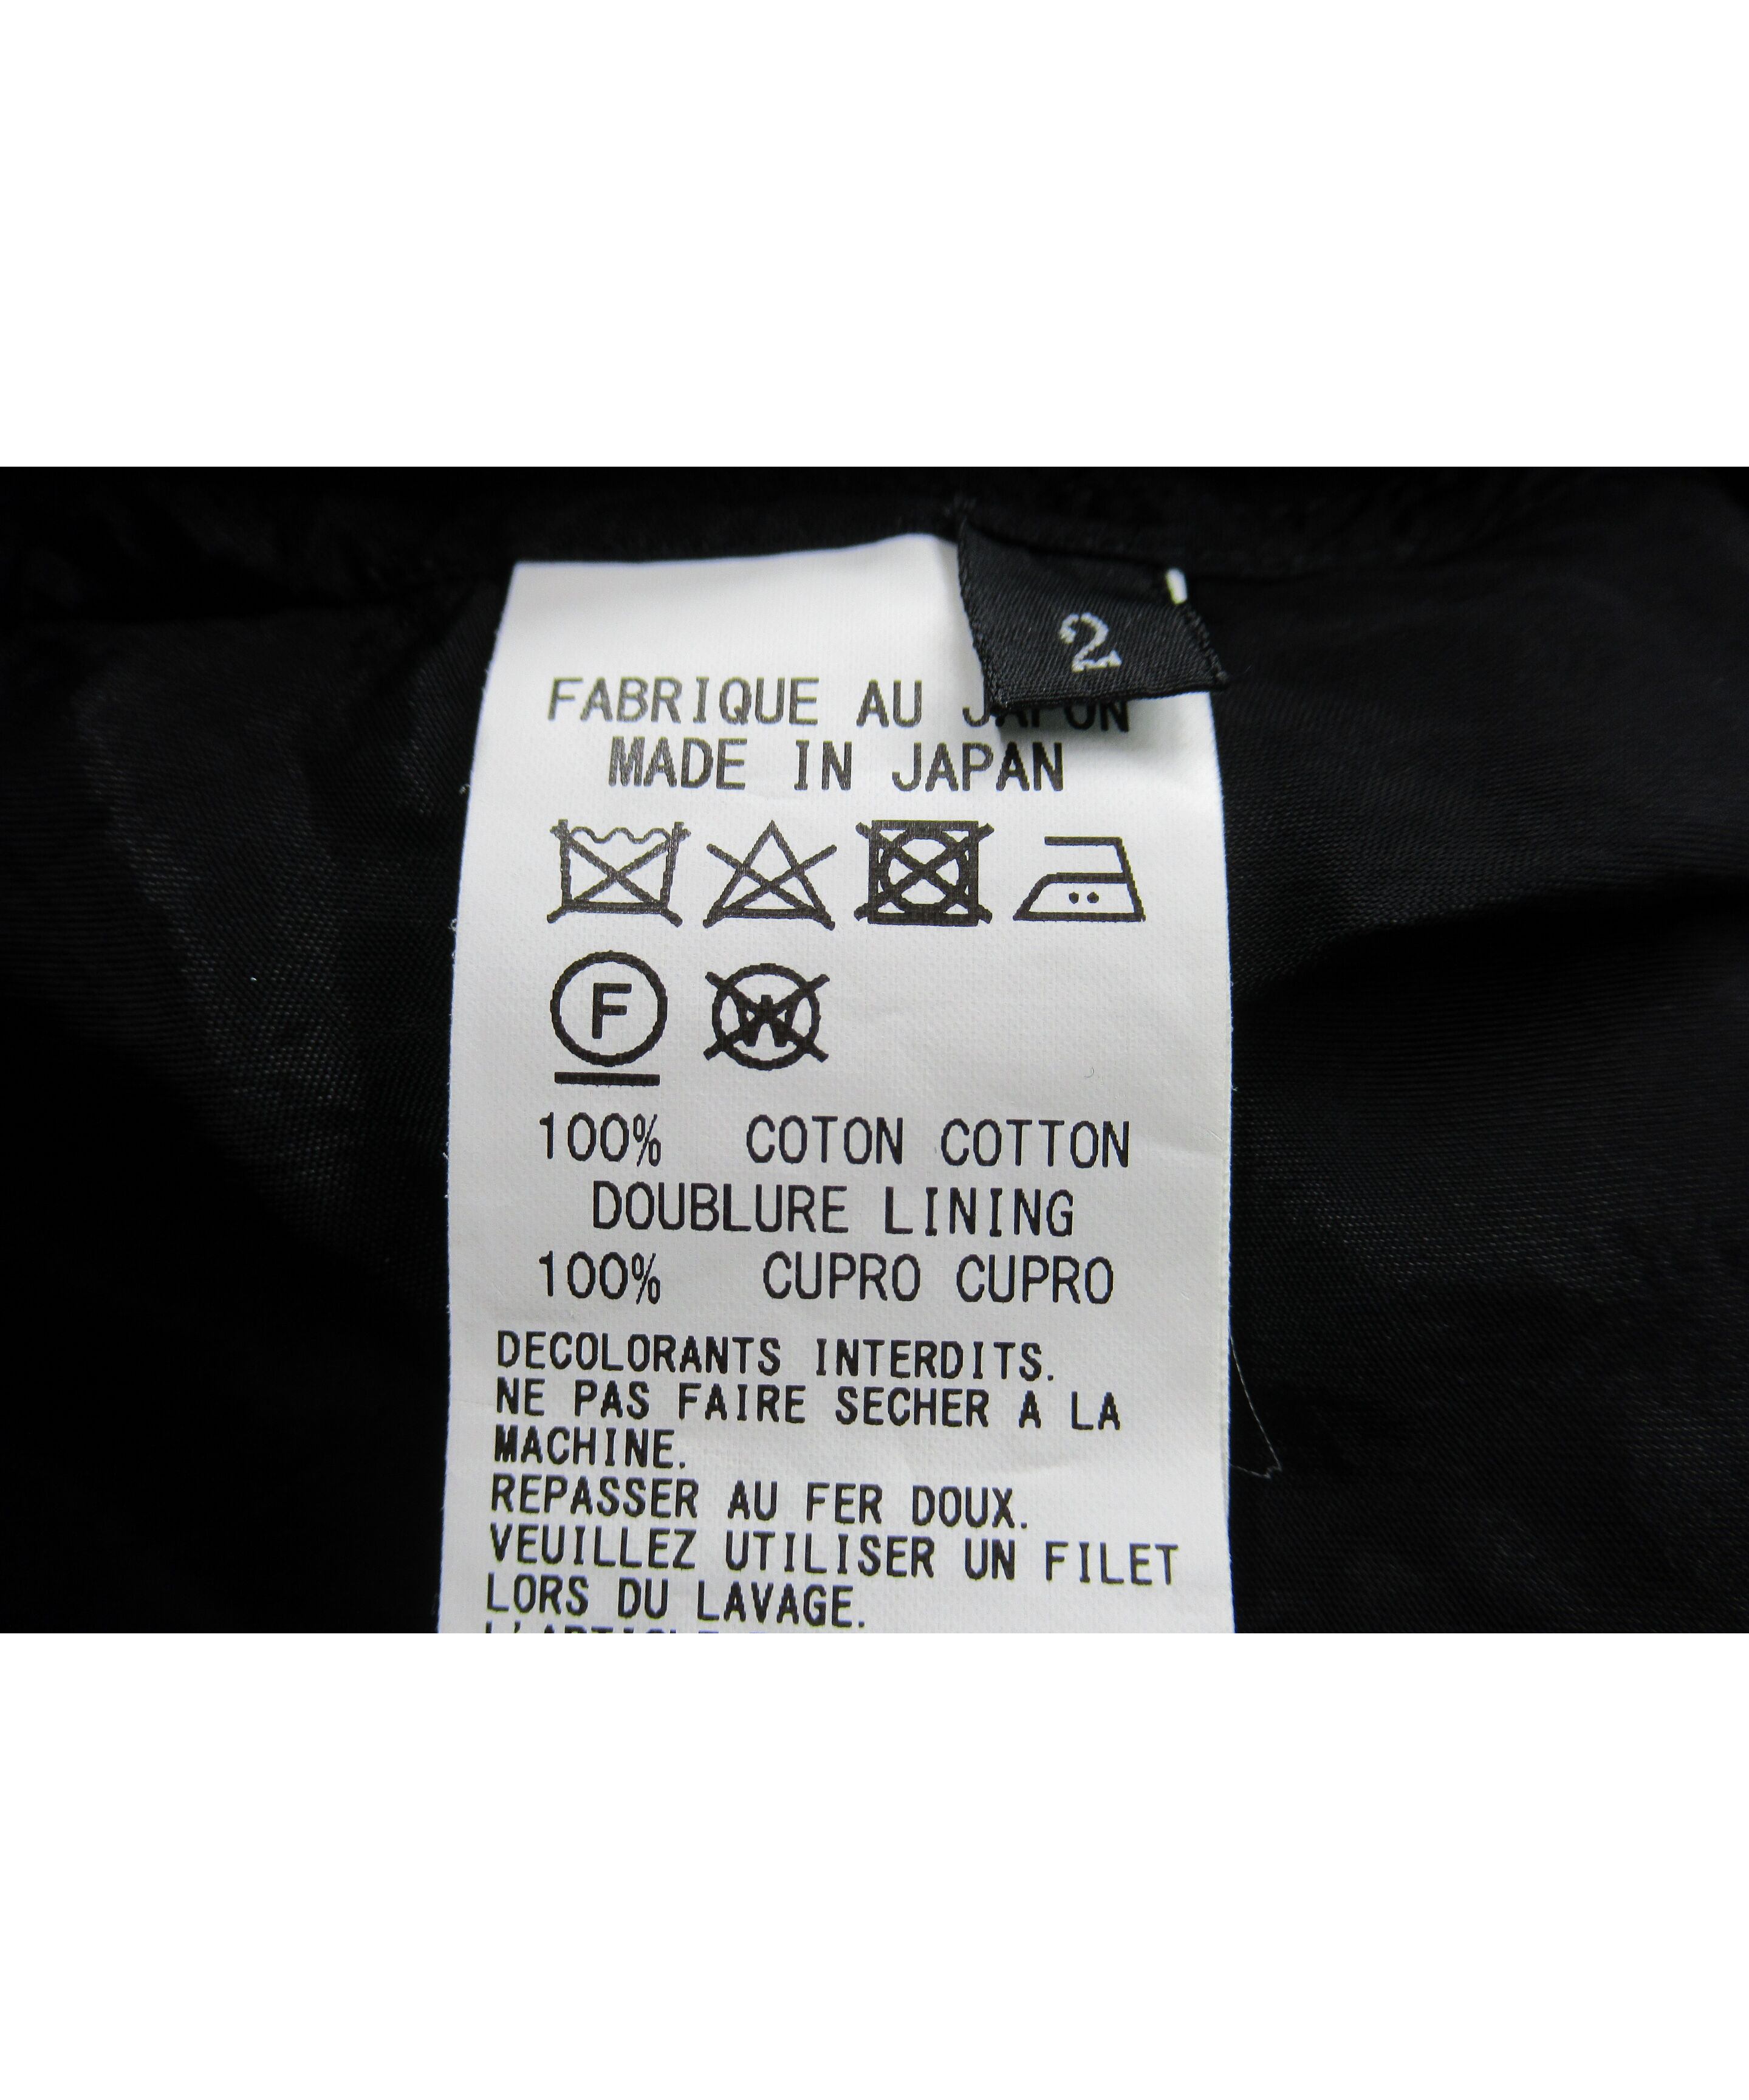 2
FABRIQUE AU JAPON
MADE IN JAPAN
F
W
100% COTON COTTON
DOUBLURE LINING
100% CUPRO CUPRO
DECOLORANTS INTERDITS.
NE PAS FAIRE SECHER A LA
MACHINE.
REPASSER AU FER DOUX.
VEUILLEZ UTILISER UN FILET
LORS DU LAVAGE.